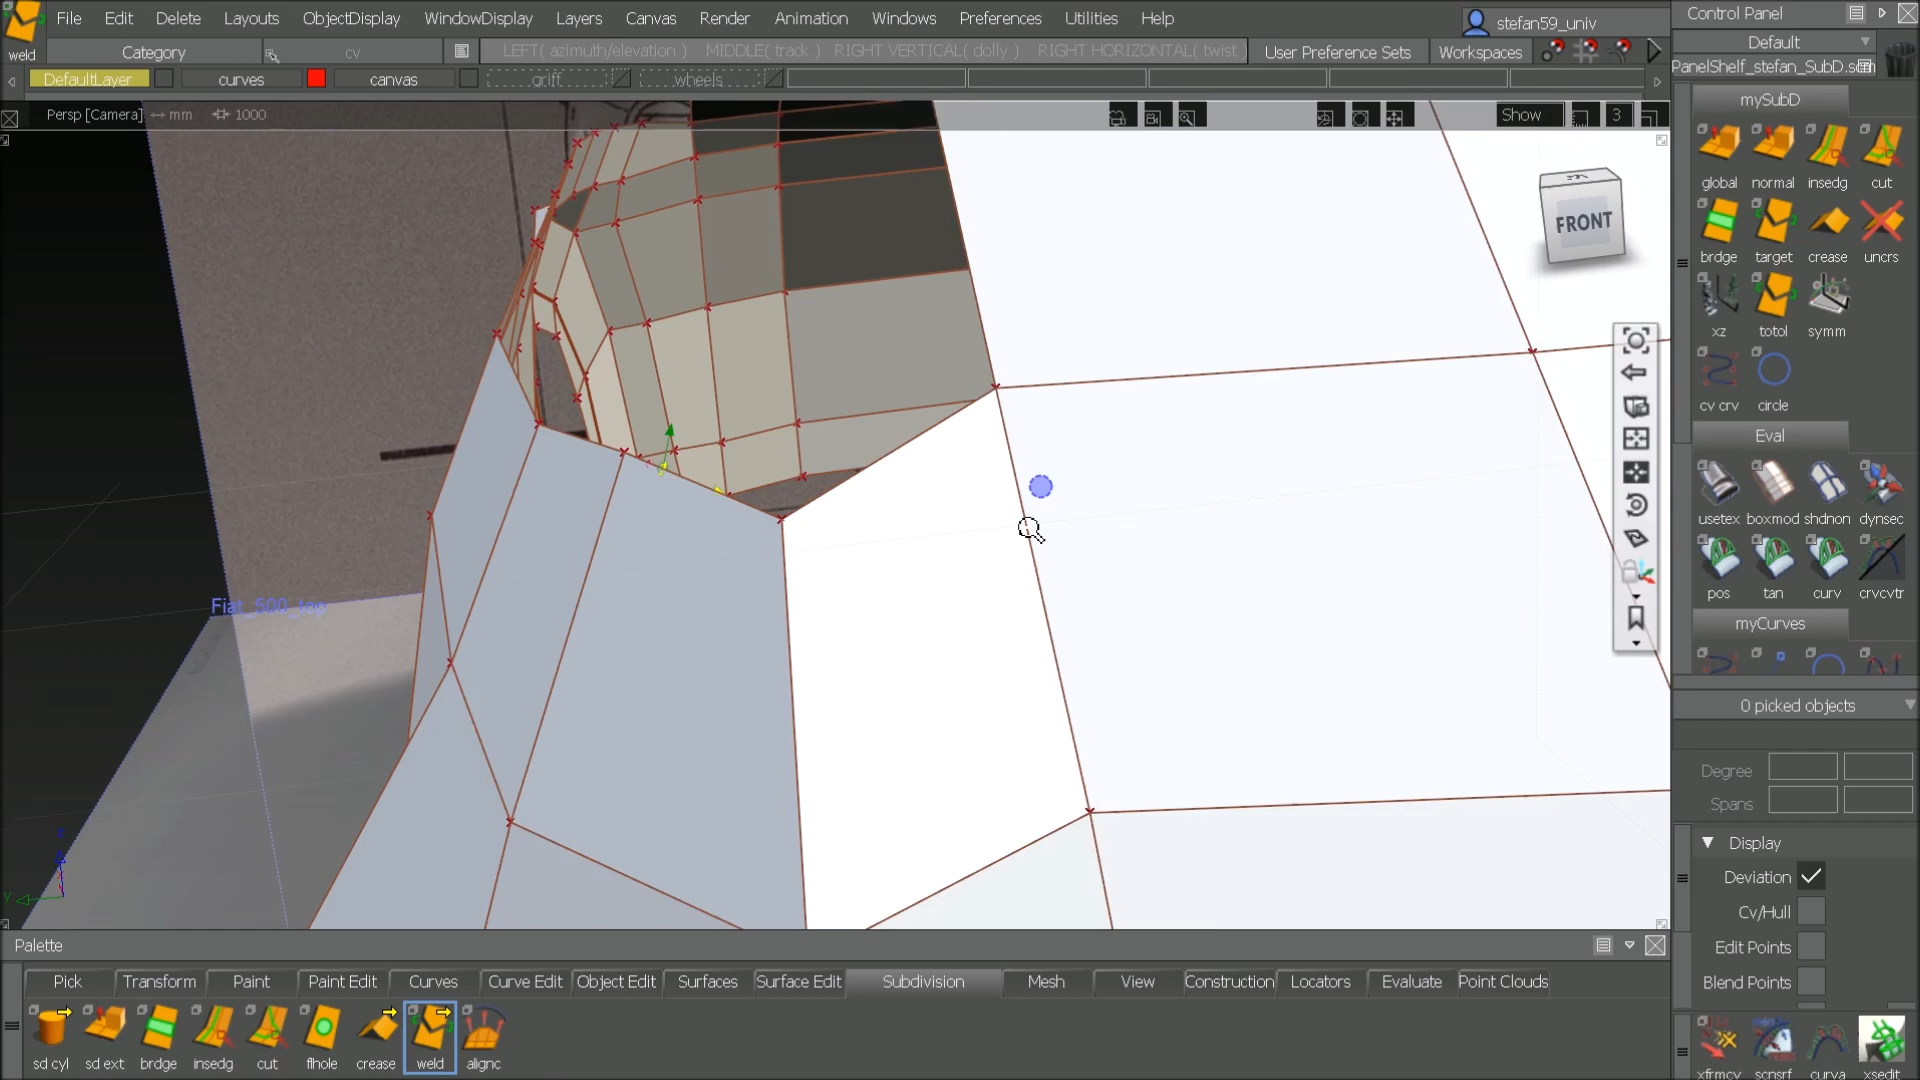 File Edit Delete Layouts ObjectDisplay WindowDisplay Layers Canvas Render Animation Windows Preferences Utilities Help
stefan59_univ
weld Category cv LEFT( azimuth/elevation ) MIDDLE( track ) RIGHT VERTICAL( dolly ) RIGHT HORIZONTAL( twist ) User Preference Sets Workspaces
DefaultLayer curves canvas griff wheels
Persp [Camera] mm 1000 Show 3
FRONT
Fiat_500_top
Y
Control Panel
Default
PanelShelf_stefan_SubD.scm
mySubD
global normal insedg cut
brdge target crease uncrs
xz totol symm
cv crv circle
Eval
usetex boxmod shdnon dynsec
pos tan curv crvcvtr
myCurves
0 picked objects
Degree
Spans
Display
Deviation
Cv/Hull
Edit Points
Blend Points
xfrmcv scnsrf curva xsedit
Palette
Pick Transform Paint Paint Edit Curves Curve Edit Object Edit Surfaces Surface Edit Subdivision Mesh View Construction Locators Evaluate Point Clouds
sd cyl sd ext brdge insedg cut flhole crease weld alignc